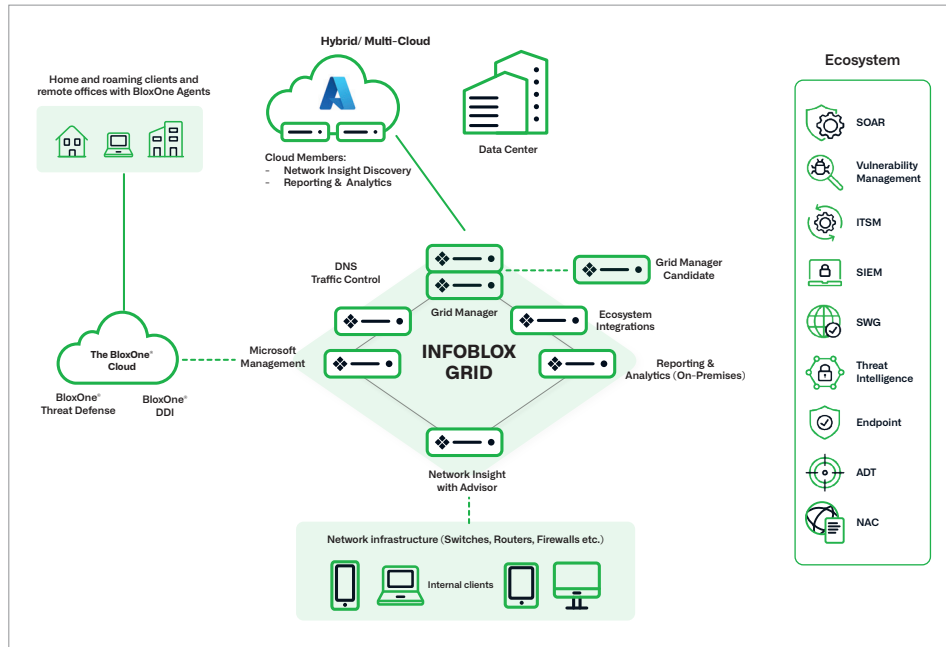 Hybrid/ Multi-Cloud
Home and roaming clients and
remote offices with BloxOne Agents
Cloud Members:
- Network Insight Discovery
- Reporting & Analytics
Data Center
DNS
Traffic Control
Grid Manager
Grid Manager
Candidate
Ecosystem
Integrations
The BloxOne®
Cloud
BloxOne®
Threat Defense
BloxOne®
DDI
Microsoft
Management
INFOBLOX
GRID
Reporting &
Analytics (On-Premises)
Network Insight
with Advisor
Network infrastructure (Switches, Routers, Firewalls etc.)
Internal clients
Ecosystem
SOAR
Vulnerability
Management
ITSM
SIEM
SWG
Threat
Intelligence
Endpoint
ADT
NAC